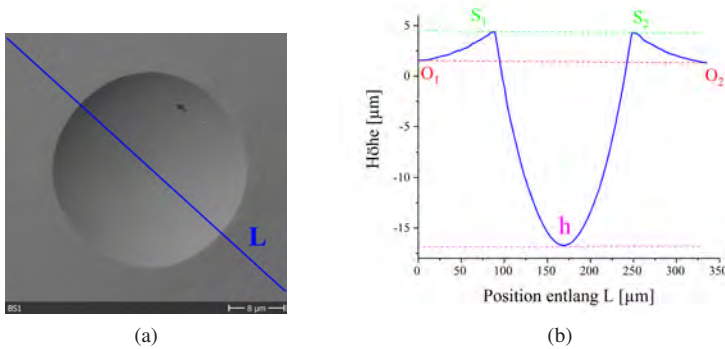 L
BS1
8 µm
(a)
S1
S2
5
0
-5
-10
-15
O1
O2
h
Höhe [µm]
0 50 100 150 200 250 300 350
Position entlang L [µm]
(b)